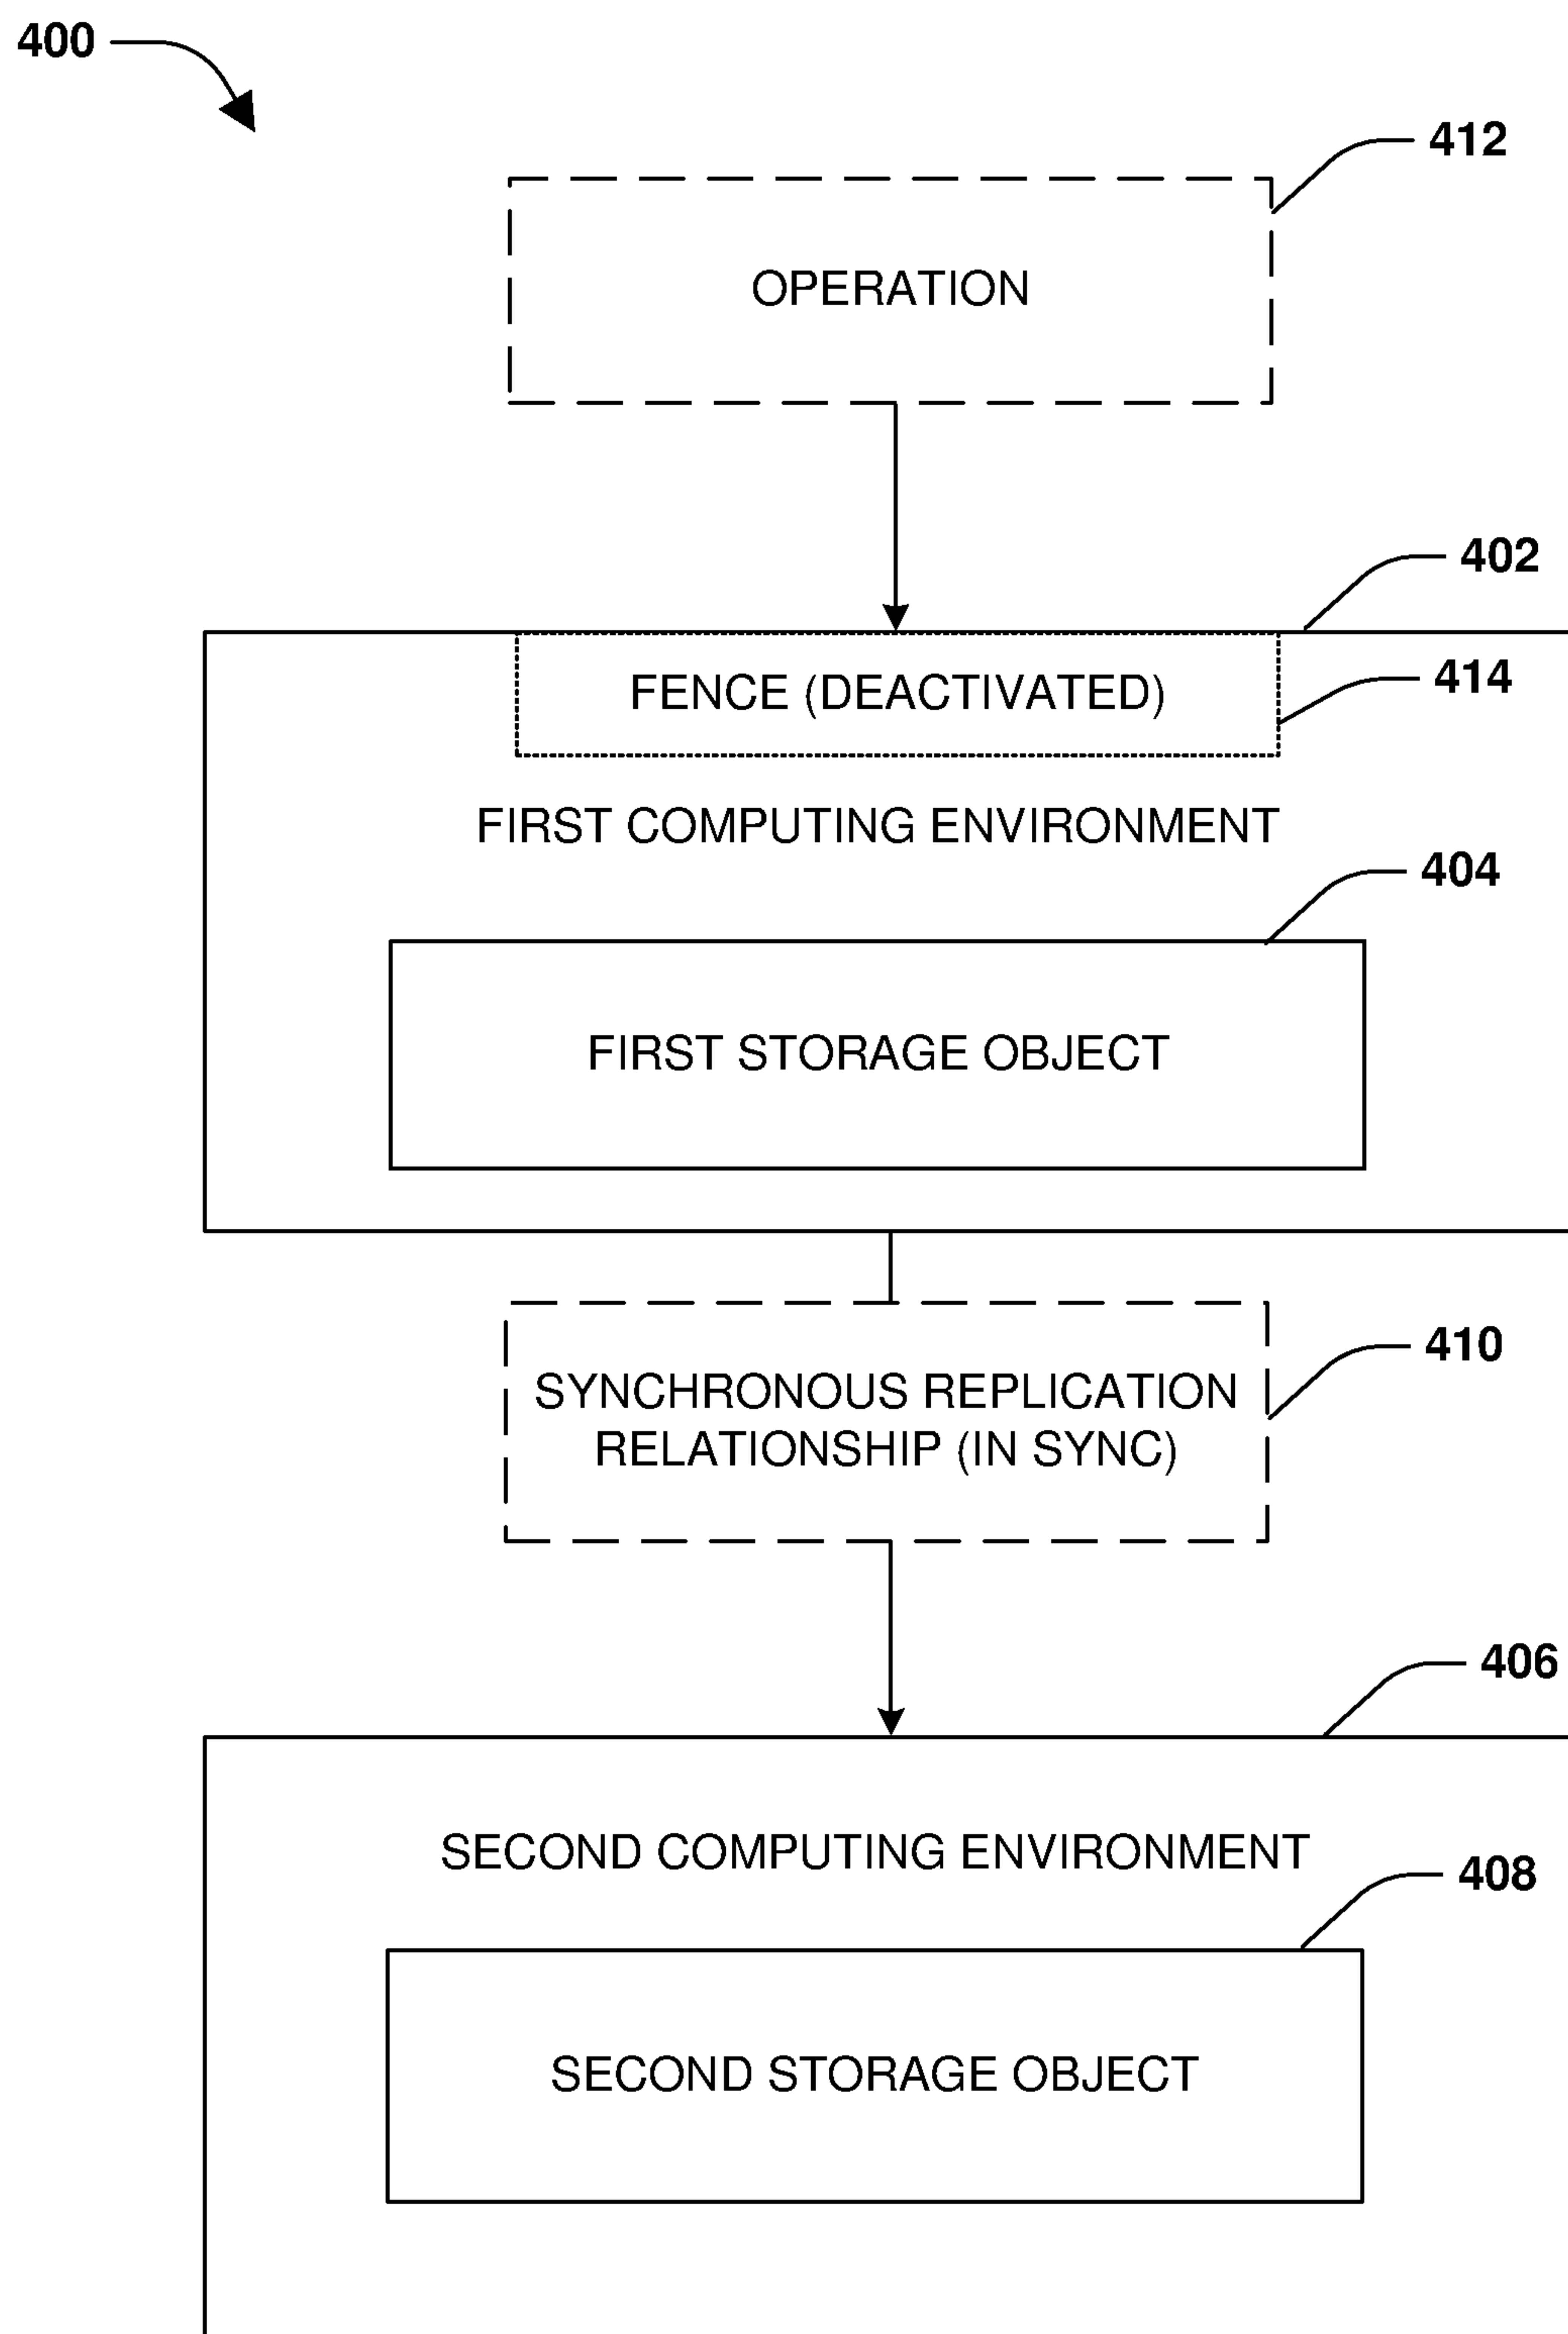 400
412
OPERATION
402
FENCE (DEACTIVATED)
414
FIRST COMPUTING ENVIRONMENT
404
FIRST STORAGE OBJECT
410
SYNCHRONOUS REPLICATION
RELATIONSHIP (IN SYNC)
406
SECOND COMPUTING ENVIRONMENT
408
SECOND STORAGE OBJECT